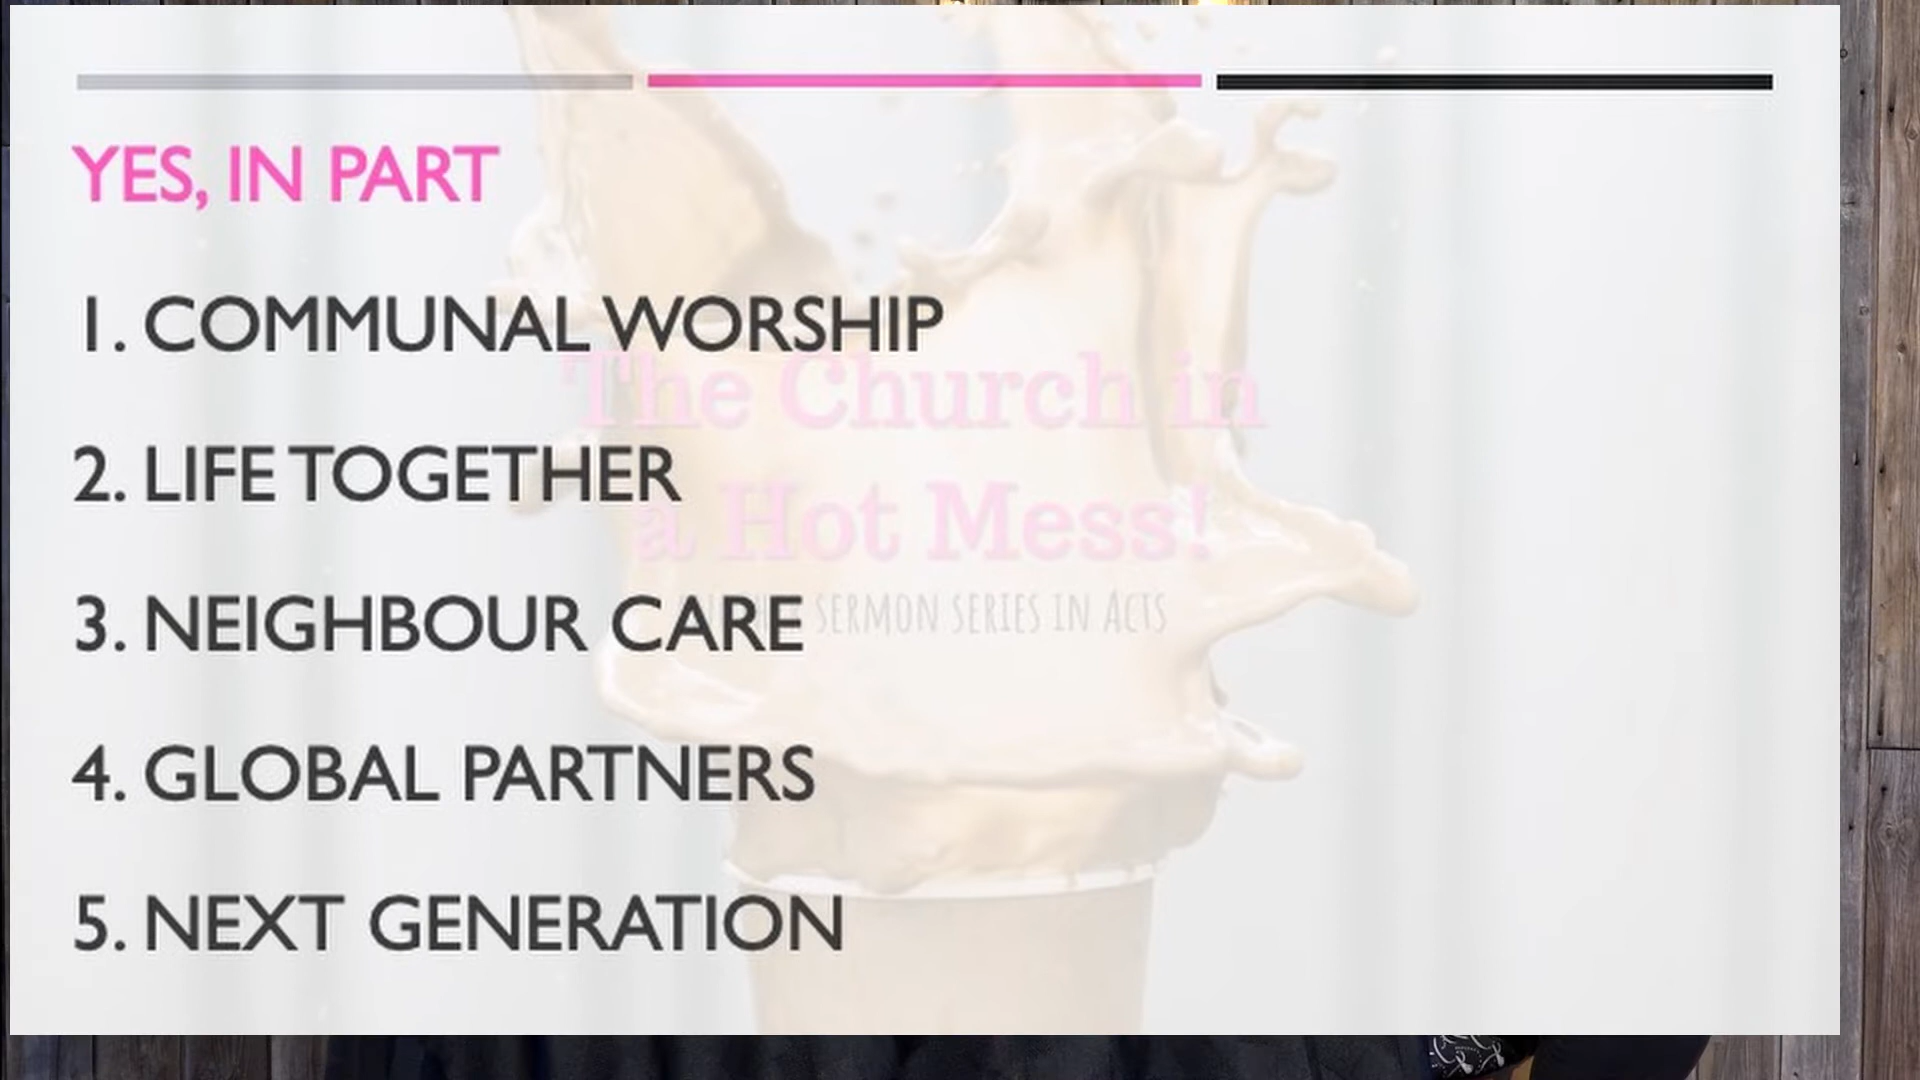 YES, IN PART
1. COMMUNAL WORSHIP
The Church in
2. LIFE TOGETHER
a Hot Mess!
3. NEIGHBOUR CARE
SERMON SERIES IN ACTS
4. GLOBAL PARTNERS
5. NEXT GENERATION